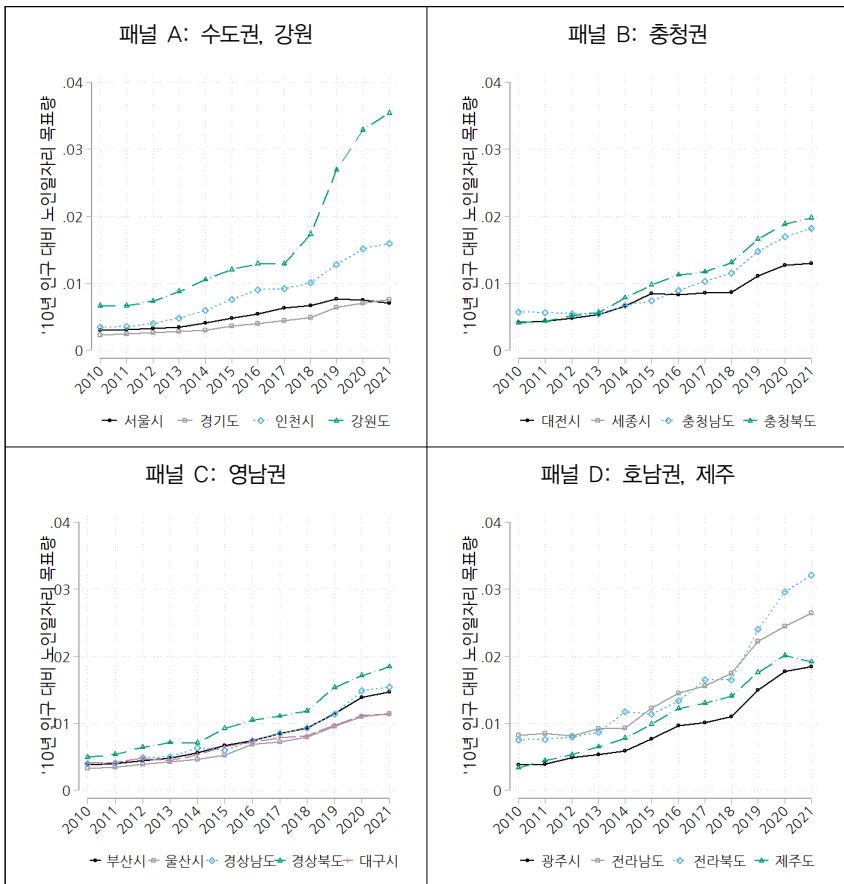 패널 A: 수도권, 강원
'10년 인구 대비 노인일자리 목표량
.04
.03
.02
.01
0
2010 2011 2012 2013 2014 2015 2016 2017 2018 2019 2020 2021
서울시 경기도 인천시 강원도
패널 B: 충청권
'10년 인구 대비 노인일자리 목표량
.04
.03
.02
.01
0
2010 2011 2012 2013 2014 2015 2016 2017 2018 2019 2020 2021
대전시 세종시 충청남도 충청북도
패널 C: 영남권
'10년 인구 대비 노인일자리 목표량
.04
.03
.02
.01
0
2010 2011 2012 2013 2014 2015 2016 2017 2018 2019 2020 2021
부산시 울산시 경상남도 경상북도 대구시
패널 D: 호남권, 제주
'10년 인구 대비 노인일자리 목표량
.04
.03
.02
.01
0
2010 2011 2012 2013 2014 2015 2016 2017 2018 2019 2020 2021
광주시 전라남도 전라북도 제주도